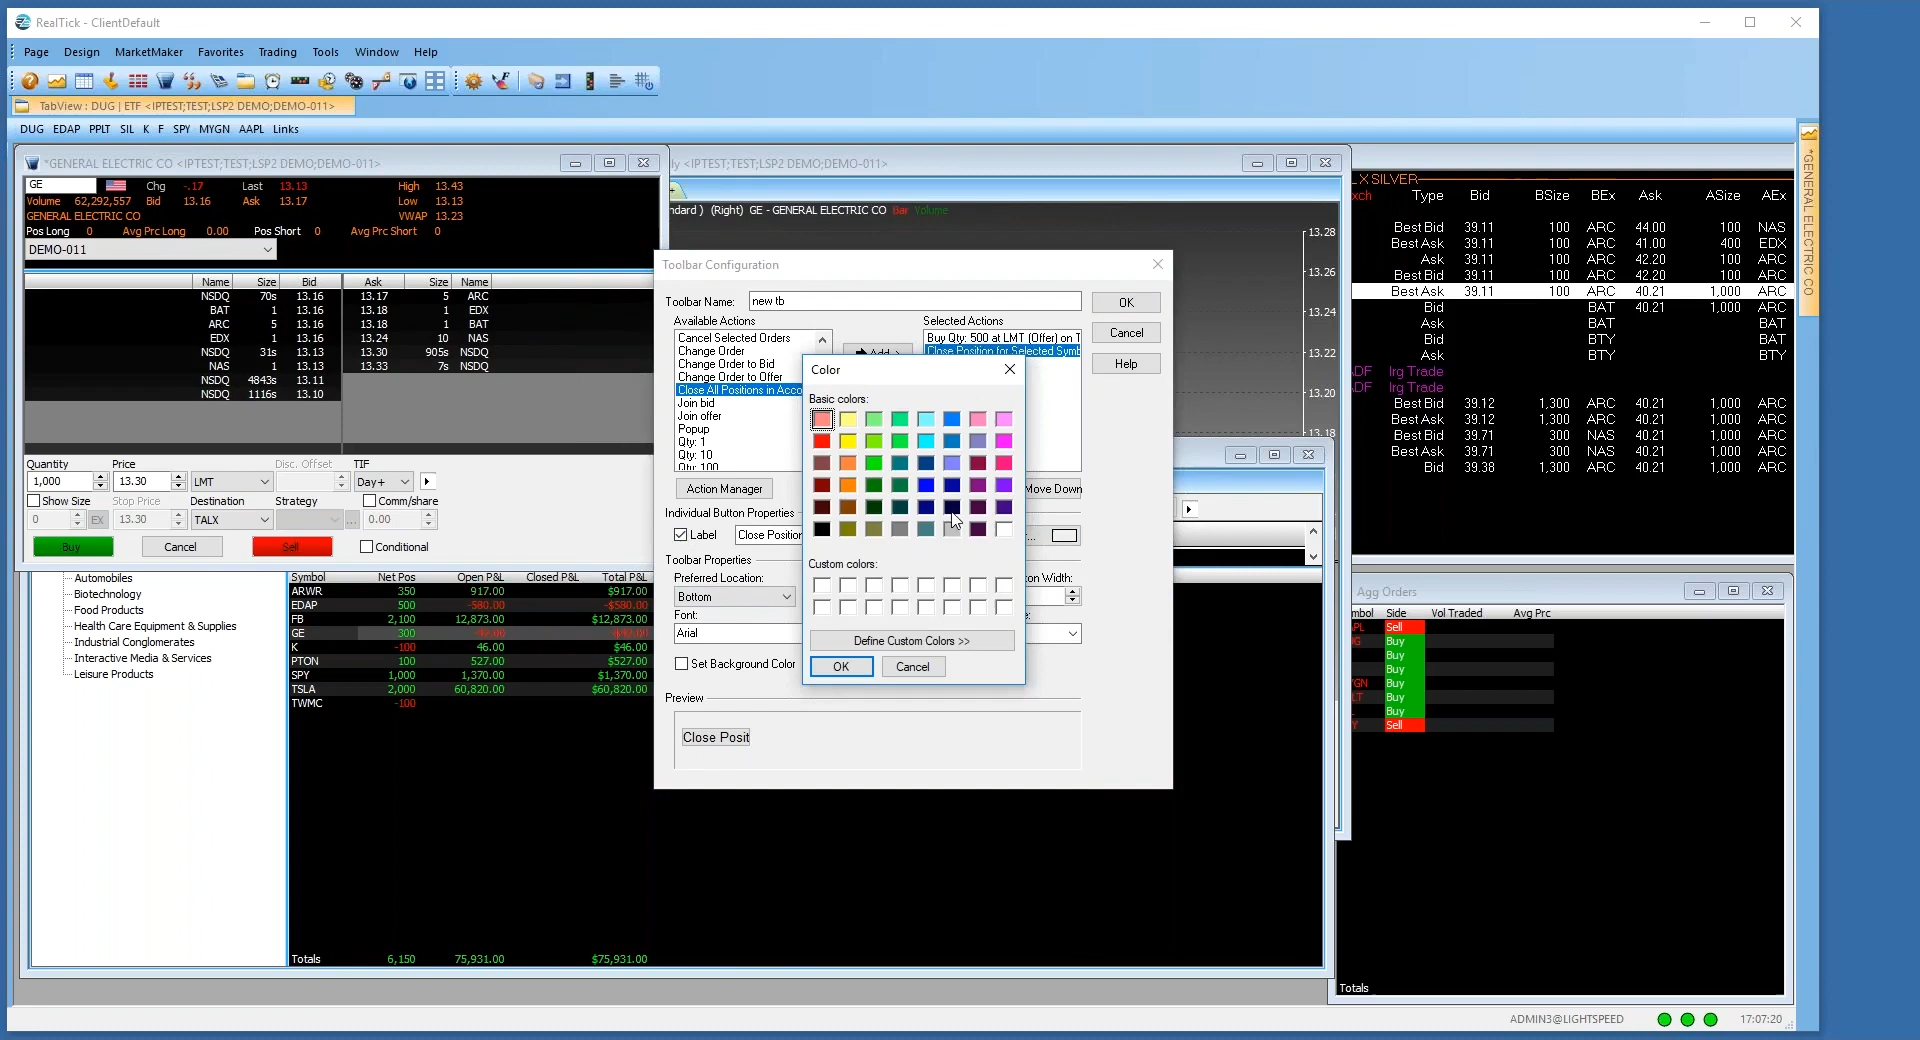 RealTick - ClientDefault
Page Design MarketMaker Favorites Trading Tools Window Help
TabView : DUG | ETF <IPTEST;TEST;LSP2 DEMO;DEMO-011>
DUG EDAP PPLT SIL K F SPY MYGN AAPL Links
*GENERAL ELECTRIC CO <IPTEST;TEST;LSP2 DEMO;DEMO-011>
GE Chg -.17 Last 13.13 High 13.43
Volume 62,292,557 Bid 13.16 Ask 13.17 Low 13.13
GENERAL ELECTRIC CO VWAP 13.23
Pos Long 0 Avg Prc Long 0.00 Pos Short 0 Avg Prc Short 0
DEMO-011
Name Size Bid Ask Size Name
NSDQ 70s 13.16 13.17 5 ARC
BAT 1 13.16 13.18 1 EDX
ARC 5 13.16 13.18 1 BAT
EDX 1 13.16 13.24 10 NAS
NSDQ 31s 13.13 13.30 905s NSDQ
NAS 1 13.13 13.33 7s NSDQ
NSDQ 4843s 13.11
NSDQ 1116s 13.10
Quantity Price Disc. Offset TIF
1,000 13.30 LMT Day+
Show Size Stop Price Destination Strategy Comm/share
0 EX 13.30 TALX ... 0.00
Buy Cancel Sell Conditional
ly <IPTEST;TEST;LSP2 DEMO;DEMO-011>
ndard ) (Right) GE - GENERAL ELECTRIC CO Bar Volume
13.28
13.26
13.24
13.22
13.20
13.18
Toolbar Configuration
Toolbar Name: new tb
OK
Cancel
Help
Available Actions
Cancel Selected Orders
Change Order
Change Order to Bid
Change Order to Offer
Close All Positions in Acco
Join bid
Join offer
Popup
Qty: 1
Qty: 10
Qty: 100
Add >
Selected Actions
Buy Qty: 500 at LMT (Offer) on T
Close Position for Selected Symb
Action Manager
Move Down
Individual Button Properties
Label Close Position
...
Toolbar Properties
Preferred Location:
on Width:
Bottom
Font:
e:
Arial
Set Background Color
Preview
Close Posit
Color
Basic colors:
Custom colors:
Define Custom Colors >>
OK Cancel
Automobiles
Biotechnology
Food Products
Health Care Equipment & Supplies
Industrial Conglomerates
Interactive Media & Services
Leisure Products
Symbol Net Pos Open P&L Closed P&L Total P&L
ARWR 350 917.00 $917.00
EDAP 500 -580.00 -$580.00
FB 2,100 12,873.00 $12,873.00
GE 300
K -100 46.00 $46.00
PTON 100 527.00 $527.00
SPY 1,000 1,370.00 $1,370.00
TSLA 2,000 60,820.00 $60,820.00
TWMC -100
Totals 6,150 75,931.00 $75,931.00
LX SILVER
xch Type Bid BSize BEx Ask ASize AEx
Best Bid 39.11 100 ARC 44.00 100 NAS
Best Ask 39.11 100 ARC 41.00 400 EDX
Ask 39.11 100 ARC 42.20 100 ARC
Best Bid 39.11 100 ARC 42.20 100 ARC
Best Ask 39.11 100 ARC 40.21 1,000 ARC
Bid BAT 40.21 1,000 ARC
Ask BAT BAT
Bid BTY BAT
Ask BTY BTY
ADF Irg Trade
ADF Irg Trade
Best Bid 39.12 1,300 ARC 40.21 1,000 ARC
Best Ask 39.12 1,300 ARC 40.21 1,000 ARC
Best Bid 39.71 300 NAS 40.21 1,000 ARC
Best Ask 39.71 300 NAS 40.21 1,000 ARC
Bid 39.38 1,300 ARC 40.21 1,000 ARC
*GENERAL ELECTRIC CO
Agg Orders
mbol Side Vol Traded Avg Prc
PL Sell
G Buy
Buy
Buy
GN Buy
LT Buy
Buy
Y Sell
Totals
ADMIN3@LIGHTSPEED 17:07:20